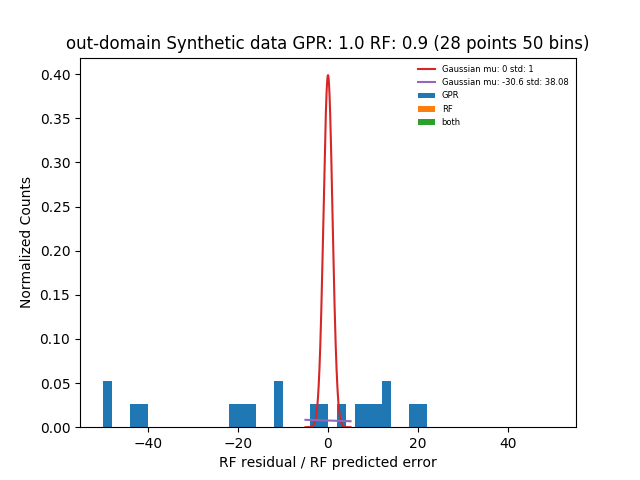 out-domain Synthetic data GPR: 1.0 RF: 0.9 (28 points 50 bins)
Gaussian mu: 0 std: 1
Gaussian mu: -30.6 std: 38.08
GPR
RF
both
Normalized Counts
0.40
0.35
0.30
0.25
0.20
0.15
0.10
0.05
0.00
−40
−20
0
20
40
RF residual / RF predicted error